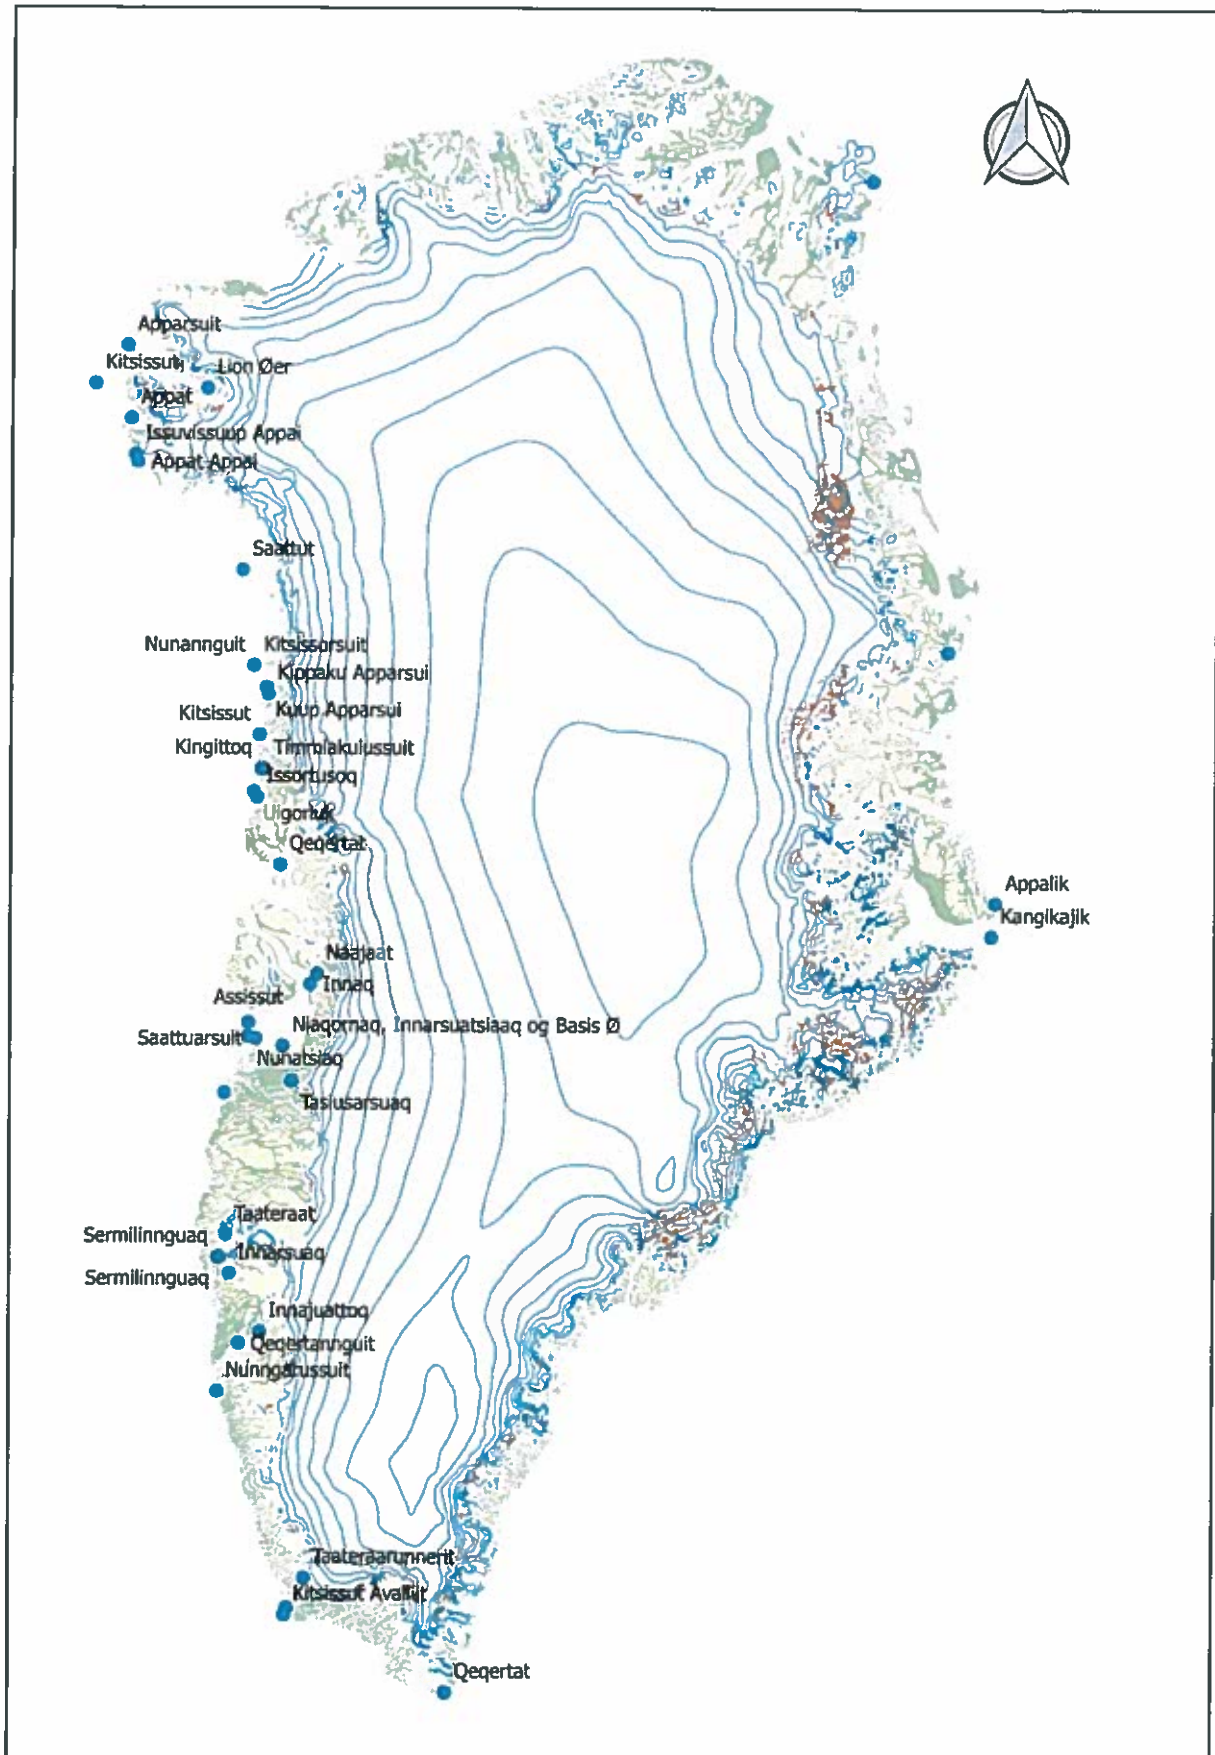 Apparsuit
Kitsissut
Lion Øer
Appat
Issuvissuup Appai
Appat Appai
Saattut
Nunannguit
Kitsissorsuit
Kippaku Apparsui
Kitsissut
Kuup Apparsui
Kingittoq
Timmiakulussuit
Issortusoq
Uigorluk
Qeqertat
Appalik
Kangikajik
Naajaat
Innaq
Assissut
Niaqornaq, Innarsuatsiaaq og Basis Ø
Saattuarsuit
Nunatsiaq
Tasiusarsuaq
Taateraat
Sermilinnguaq
Innarsuaq
Sermilinnguaq
Innajuattoq
Qeqertannguit
Nunngarussuit
Taateraarunnerit
Kitsissut Avalliit
Qeqertat